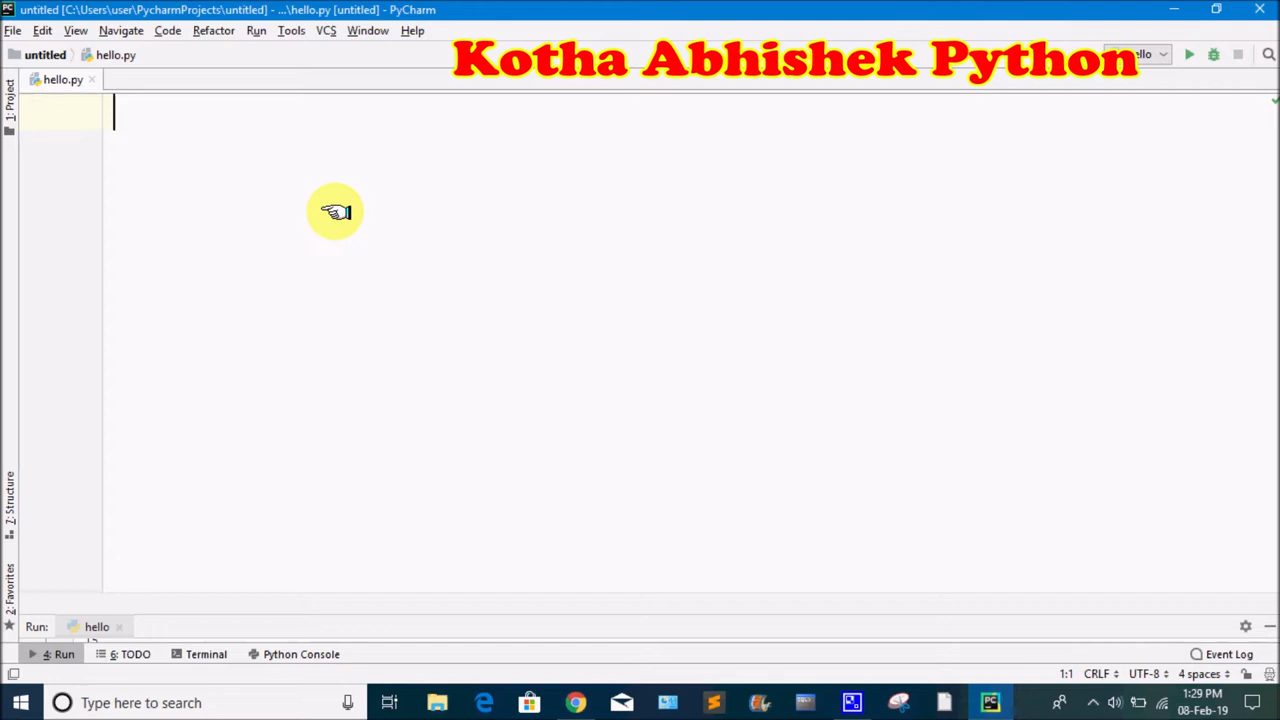 untitled [C:\Users\user\PycharmProjects\untitled] - ...\hello.py [untitled] - PyCharm
File Edit View Navigate Code Refactor Run Tools VCS Window Help
untitled hello.py
Kotha Abhishek Python
hello.py
1: Project
7: Structure
2: Favorites
Run: hello
4: Run 6: TODO Terminal Python Console Event Log
1:1 CRLF UTF-8 4 spaces
Type here to search
1:29 PM
08-Feb-19